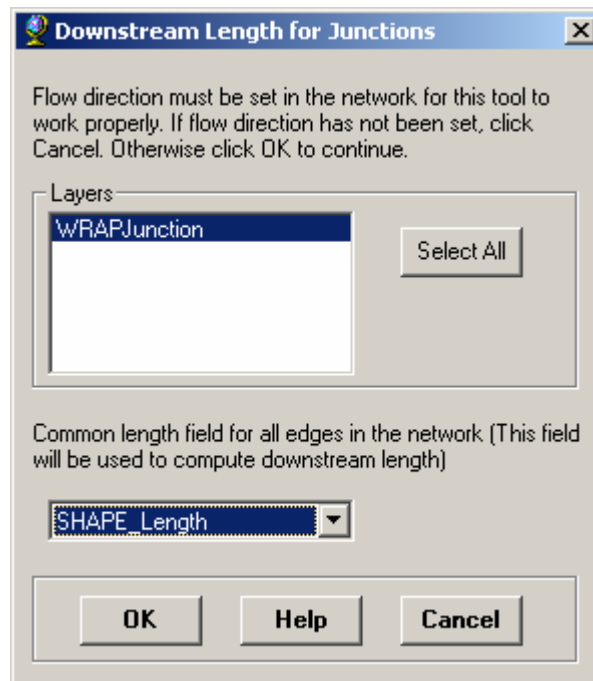 Downstream Length for Junctions
Flow direction must be set in the network for this tool to
work properly. If flow direction has not been set, click
Cancel. Otherwise click OK to continue.
Layers
WRAPJunction
Select All
Common length field for all edges in the network (This field
will be used to compute downstream length)
SHAPE_Length
OK
Help
Cancel